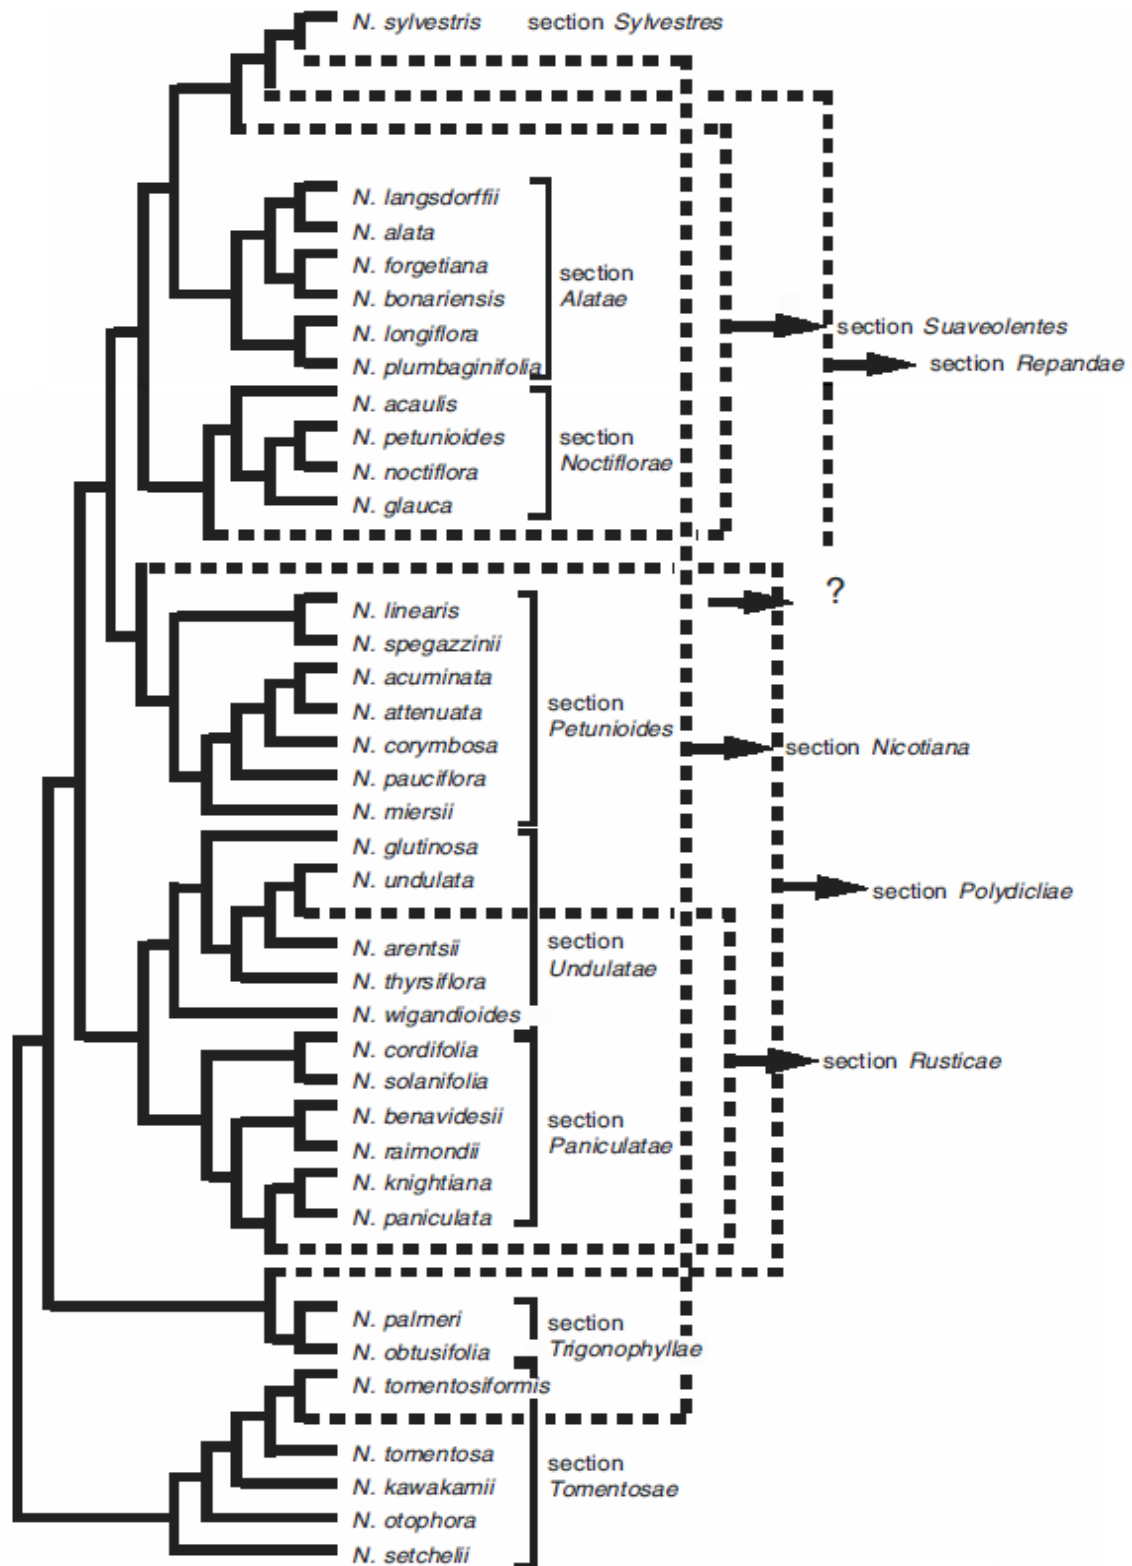 N. sylvestris section Sylvestres
N. langsdorffii
N. alata
N. forgetiana
section
N. bonariensis
Alatae
N. longiflora
section Suaveolentes
N. plumbaginifolia
section Repandae
N. acaulis
N. petunioides
section
N. noctiflora
Noctiflorae
N. glauca
?
N. linearis
N. spegazzinii
N. acuminata
section
N. attenuata
Petunioides
N. corymbosa
section Nicotiana
N. pauciflora
N. miersii
N. glutinosa
N. undulata
section Polydicliae
N. arentsii
section
Undulatae
N. thyrsiflora
N. wigandioides
N. cordifolia
section Rusticae
N. solanifolia
N. benavidesii
section
Paniculatae
N. raimondii
N. knightiana
N. paniculata
N. palmeri
section
Trigonophyllae
N. obtusifolia
N. tomentosiformis
N. tomentosa
section
Tomentosae
N. kawakamii
N. otophora
N. setchelii